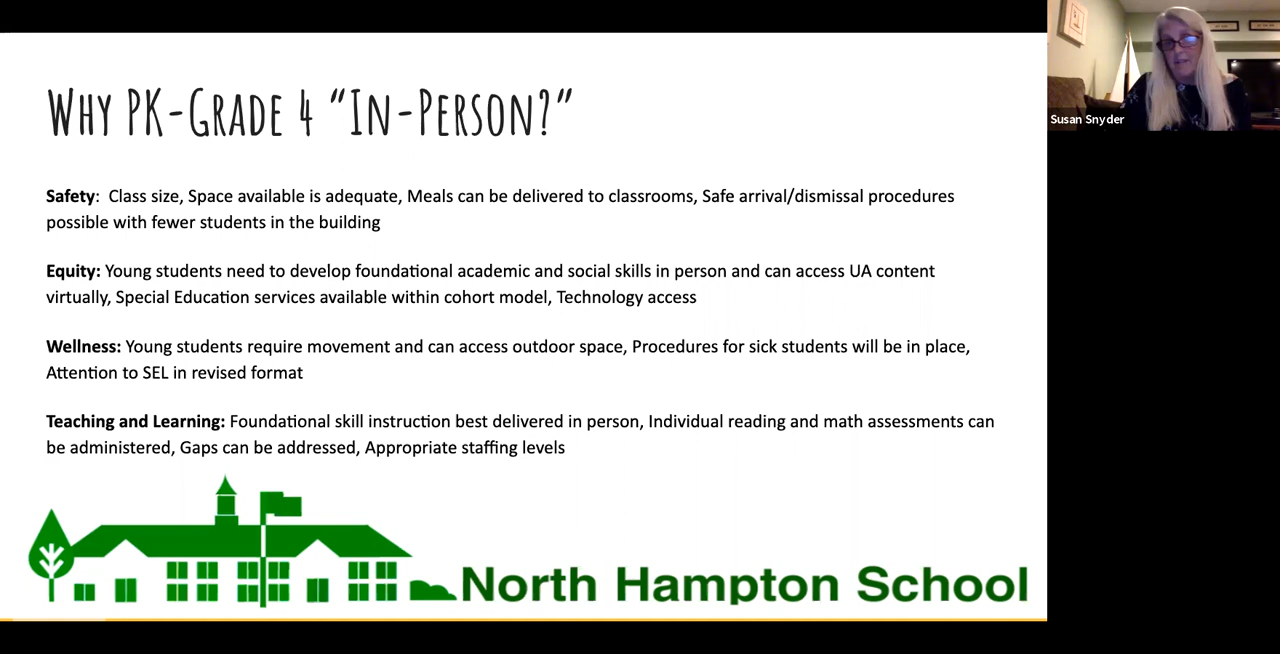 WHY PK-GRADE 4 “IN-PERSON?”
Safety:  Class size, Space available is adequate, Meals can be delivered to classrooms, Safe arrival/dismissal procedures
possible with fewer students in the building
Equity: Young students need to develop foundational academic and social skills in person and can access UA content
virtually, Special Education services available within cohort model, Technology access
Wellness: Young students require movement and can access outdoor space, Procedures for sick students will be in place,
Attention to SEL in revised format
Teaching and Learning: Foundational skill instruction best delivered in person, Individual reading and math assessments can
be administered, Gaps can be addressed, Appropriate staffing levels
North Hampton School
Susan Snyder